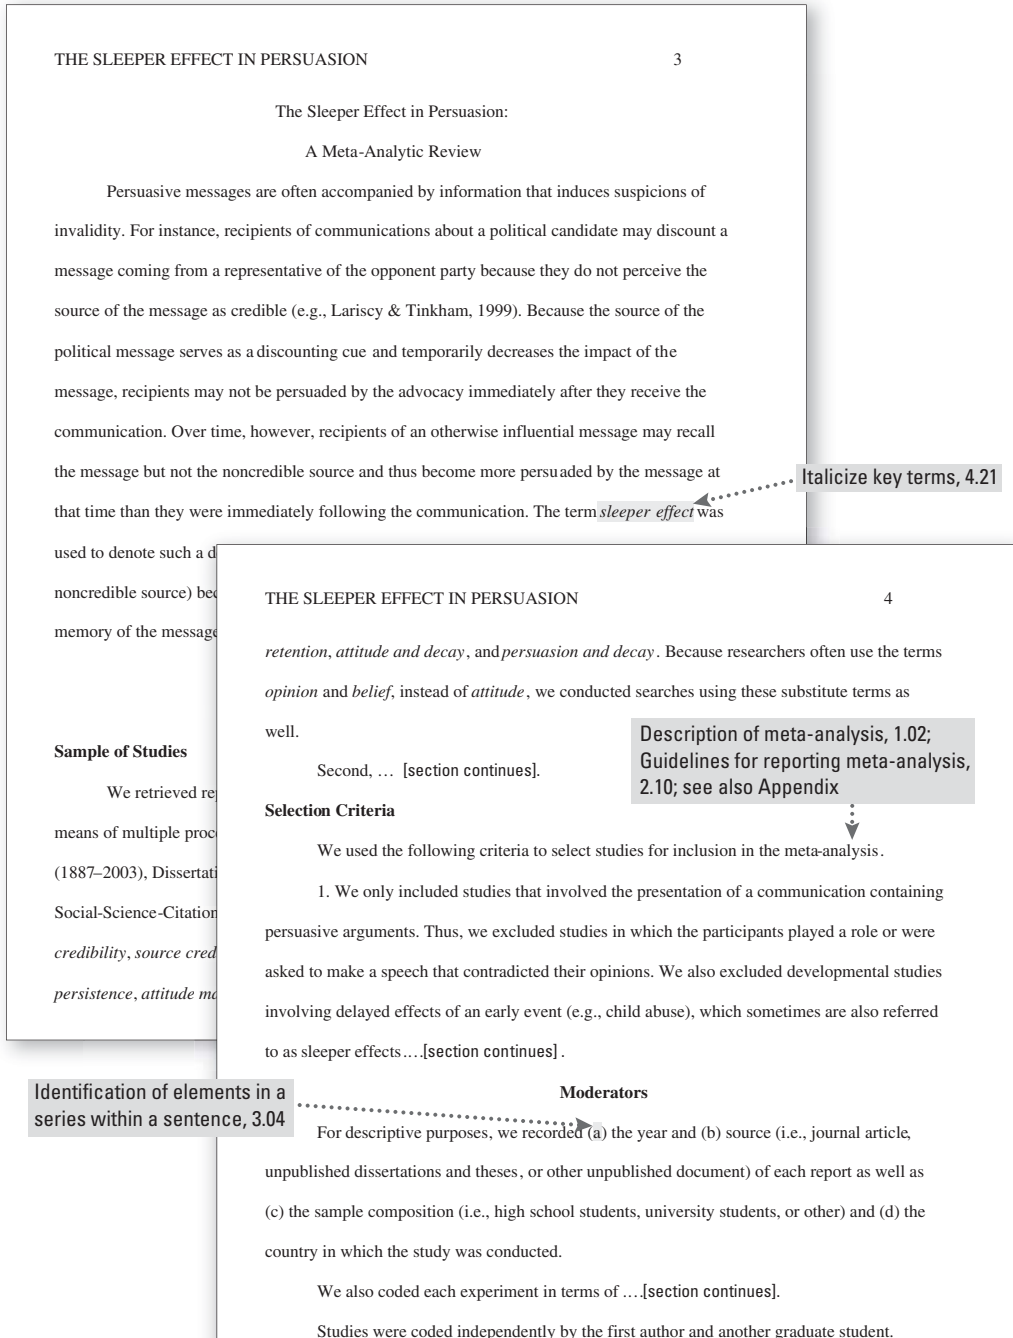 THE SLEEPER EFFECT IN PERSUASION 3
The Sleeper Effect in Persuasion:
A Meta-Analytic Review
Persuasive messages are often accompanied by information that induces suspicions of
invalidity. For instance, recipients of communications about a political candidate may discount a
message coming from a representative of the opponent party because they do not perceive the
source of the message as credible (e.g., Lariscy & Tinkham, 1999). Because the source of the
political message serves as a discounting cue and temporarily decreases the impact of the
message, recipients may not be persuaded by the advocacy immediately after they receive the
communication. Over time, however, recipients of an otherwise influential message may recall
the message but not the noncredible source and thus become more persuaded by the message at
that time than they were immediately following the communication. The term sleeper effect was
Italicize key terms, 4.21
used to denote such a d
noncredible source) bec
memory of the message
Sample of Studies
We retrieved rep
means of multiple proc
(1887–2003), Dissertati
Social-Science-Citation
credibility, source cred
persistence, attitude ma
THE SLEEPER EFFECT IN PERSUASION 4
retention, attitude and decay, and persuasion and decay. Because researchers often use the terms
opinion and belief, instead of attitude, we conducted searches using these substitute terms as
well.
Second, … [section continues].
Description of meta-analysis, 1.02;
Guidelines for reporting meta-analysis,
2.10; see also Appendix
Selection Criteria
We used the following criteria to select studies for inclusion in the meta-analysis.
1. We only included studies that involved the presentation of a communication containing
persuasive arguments. Thus, we excluded studies in which the participants played a role or were
asked to make a speech that contradicted their opinions. We also excluded developmental studies
involving delayed effects of an early event (e.g., child abuse), which sometimes are also referred
to as sleeper effects….[section continues].
Moderators
Identification of elements in a
series within a sentence, 3.04
For descriptive purposes, we recorded (a) the year and (b) source (i.e., journal article,
unpublished dissertations and theses, or other unpublished document) of each report as well as
(c) the sample composition (i.e., high school students, university students, or other) and (d) the
country in which the study was conducted.
We also coded each experiment in terms of ….[section continues].
Studies were coded independently by the first author and another graduate student.